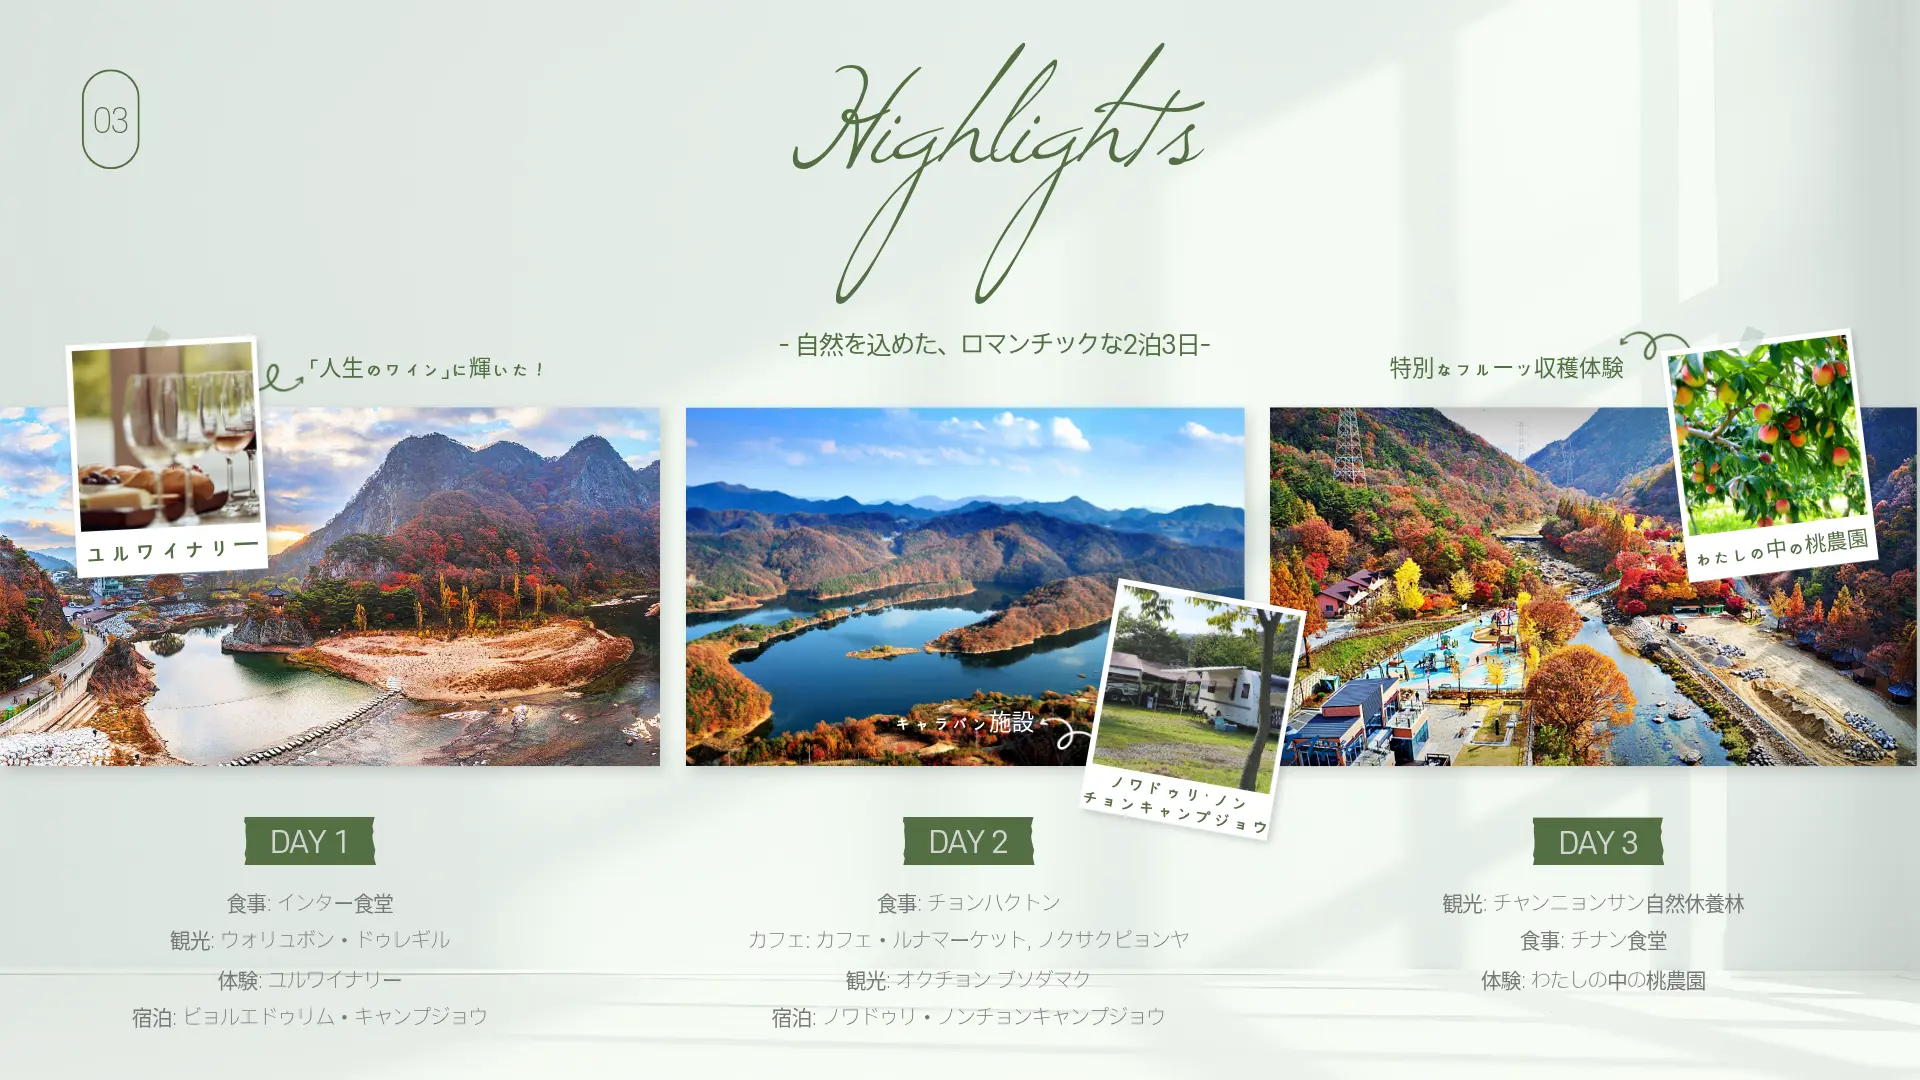 03
Highlights
- 自然を込めた、ロマンチックな2泊3日-
「人生のワイン」に輝いた！
特別なフルーツ収穫体験
ユルワイナリー
わたしの中の桃農園
キャラバン施設
ノワドゥリ・ノン
チョンキャンプジョウ
DAY 1
食事: インター食堂
観光: ウォリュボン・ドゥレギル
体験: ユルワイナリー
宿泊: ビョルエドゥリム・キャンプジョウ
DAY 2
食事: チョンハクトン
カフェ: カフェ・ルナマーケット, ノクサクピョンヤ
観光: オクチョン ブソダマク
宿泊: ノワドゥリ・ノンチョンキャンプジョウ
DAY 3
観光: チャンニョンサン自然休養林
食事: チナン食堂
体験: わたしの中の桃農園